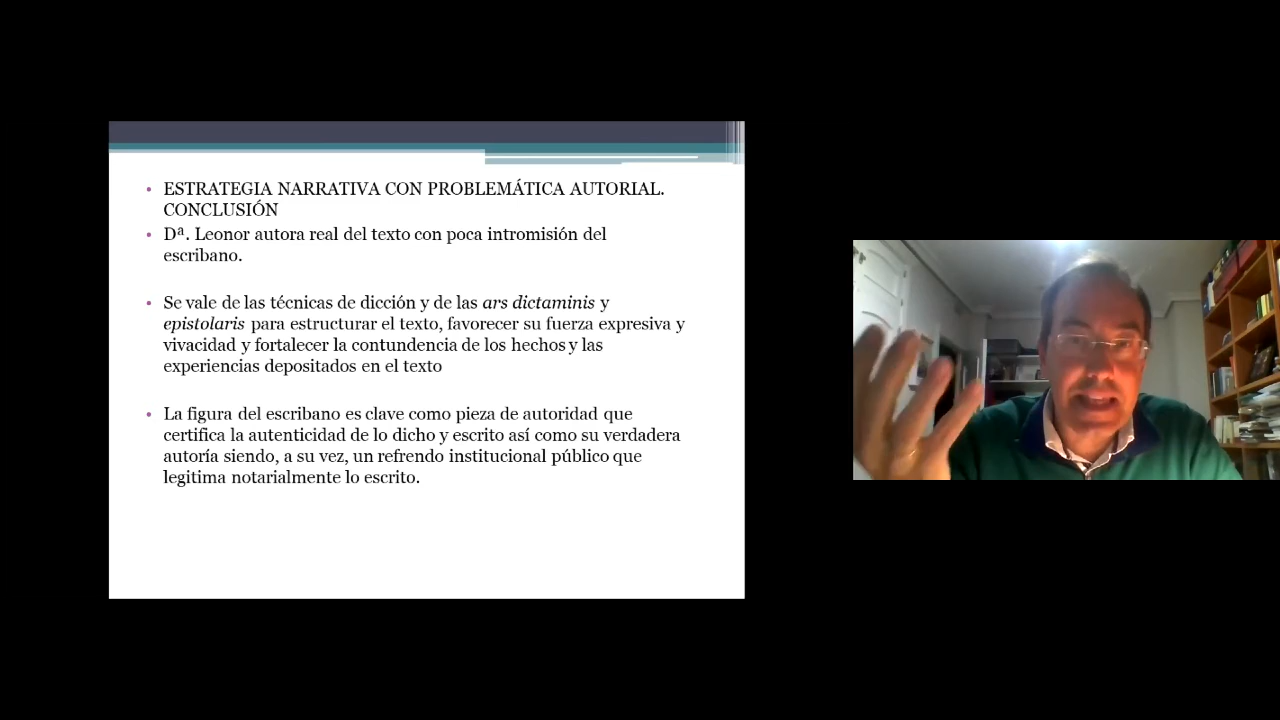 ESTRATEGIA NARRATIVA CON PROBLEMÁTICA AUTORIAL.
CONCLUSIÓN
Dª. Leonor autora real del texto con poca intromisión del
escribano.
Se vale de las técnicas de dicción y de las ars dictaminis y
epistolaris para estructurar el texto, favorecer su fuerza expresiva y
vivacidad y fortalecer la contundencia de los hechos y las
experiencias depositados en el texto
La figura del escribano es clave como pieza de autoridad que
certifica la autenticidad de lo dicho y escrito así como su verdadera
autoría siendo, a su vez, un refrendo institucional público que
legitima notarialmente lo escrito.